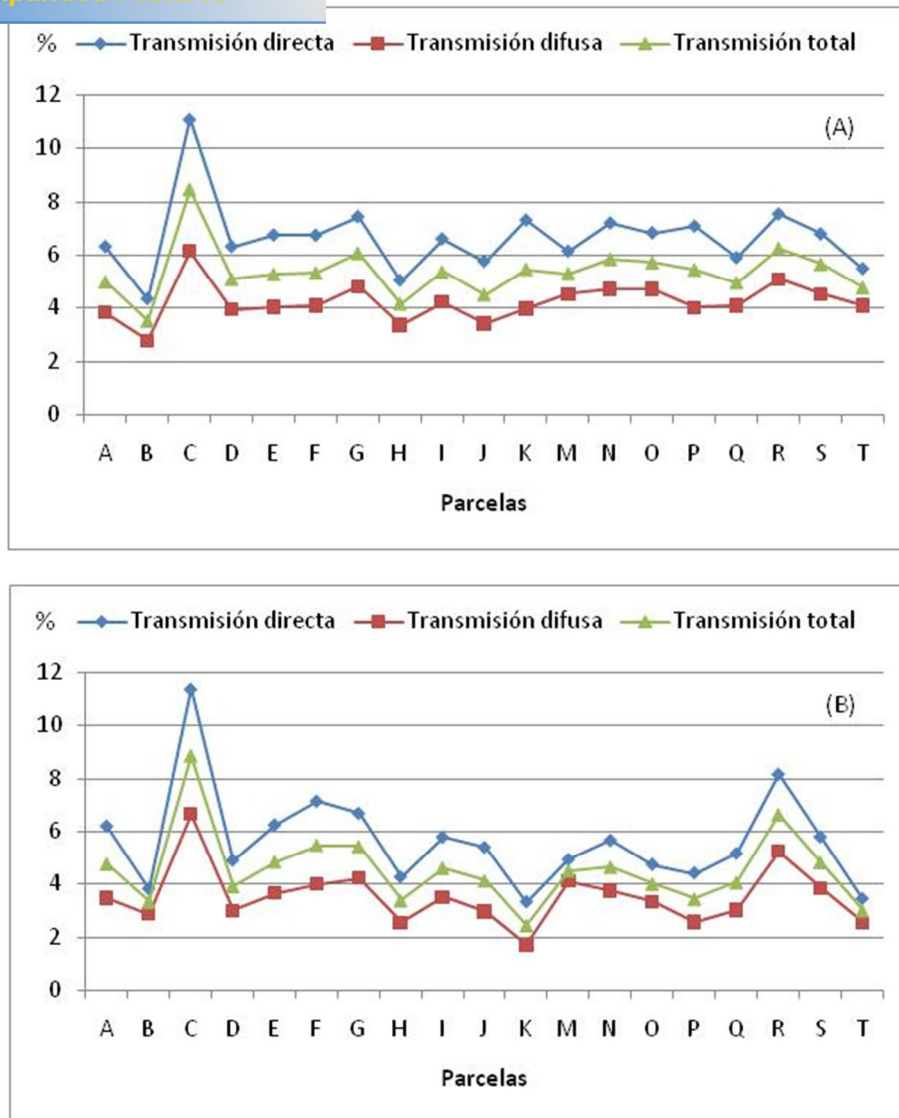 % Transmisión directa Transmisión difusa Transmisión total
12
(A)
10
8
6
4
2
0
A B C D E F G H I J K M N O P Q R S T
Parcelas
% Transmisión directa Transmisión difusa Transmisión total
12
(B)
10
8
6
4
2
0
A B C D E F G H I J K M N O P Q R S T
Parcelas